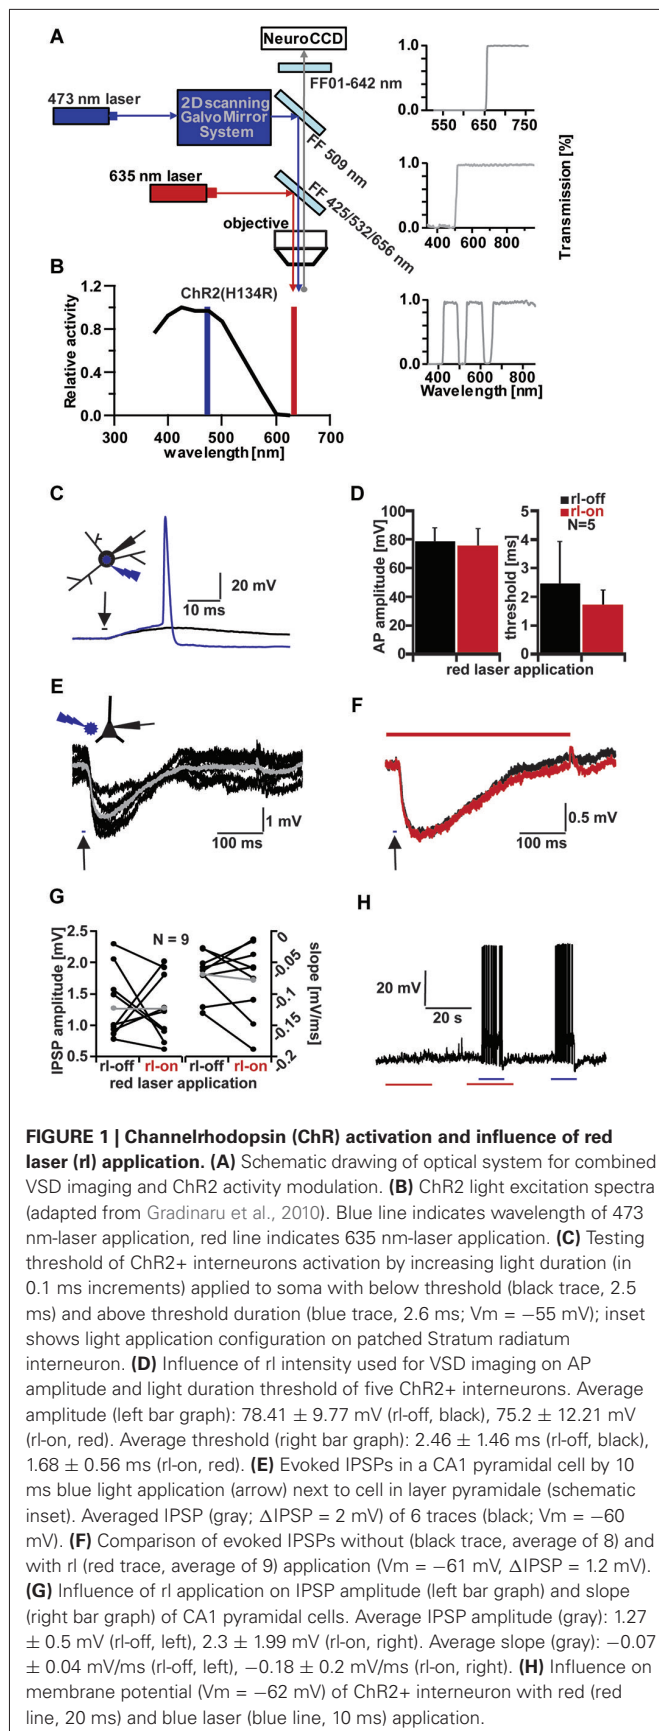 A
NeuroCCD
FF01-642 nm
473 nm laser
2D scanning
Galvo Mirror
System
FF 509 nm
635 nm laser
FF 425/532/656 nm
objective
1.0
0.0
550 650 750
1.0
0.0
400 600 800
1.0
0.0
400 600 800
Wavelength [nm]
Transmission [%]
B
ChR2(H134R)
Relative activity
1.2
0.8
0.4
0.0
300 400 500 600 700
wavelength [nm]
C
20 mV
10 ms
D
rl-off
rl-on
N=5
AP amplitude [mV]
100
80
60
40
20
0
threshold [ms]
5
4
3
2
1
0
red laser application
E
1 mV
100 ms
F
0.5 mV
100 ms
G
N = 9
IPSP amplitude [mV]
2.5
2.0
1.5
1.0
0.5
0
-0.05
-0.1
-0.15
-0.2
slope [mV/ms]
rl-off rl-on rl-off rl-on
red laser application
H
20 mV
20 s
FIGURE 1 | Channelrhodopsin (ChR) activation and influence of red
laser (rl) application. (A) Schematic drawing of optical system for combined
VSD imaging and ChR2 activity modulation. (B) ChR2 light excitation spectra
(adapted from Gradinaru et al., 2010). Blue line indicates wavelength of 473
nm-laser application, red line indicates 635 nm-laser application. (C) Testing
threshold of ChR2+ interneurons activation by increasing light duration (in
0.1 ms increments) applied to soma with below threshold (black trace, 2.5
ms) and above threshold duration (blue trace, 2.6 ms; Vm = −55 mV); inset
shows light application configuration on patched Stratum radiatum
interneuron. (D) Influence of rl intensity used for VSD imaging on AP
amplitude and light duration threshold of five ChR2+ interneurons. Average
amplitude (left bar graph): 78.41 ± 9.77 mV (rl-off, black), 75.2 ± 12.21 mV
(rl-on, red). Average threshold (right bar graph): 2.46 ± 1.46 ms (rl-off, black),
1.68 ± 0.56 ms (rl-on, red). (E) Evoked IPSPs in a CA1 pyramidal cell by 10
ms blue light application (arrow) next to cell in layer pyramidale (schematic
inset). Averaged IPSP (gray; ΔIPSP = 2 mV) of 6 traces (black; Vm = −60
mV). (F) Comparison of evoked IPSPs without (black trace, average of 8) and
with rl (red trace, average of 9) application (Vm = −61 mV, ΔIPSP = 1.2 mV).
(G) Influence of rl application on IPSP amplitude (left bar graph) and slope
(right bar graph) of CA1 pyramidal cells. Average IPSP amplitude (gray): 1.27
± 0.5 mV (rl-off, left), 2.3 ± 1.99 mV (rl-on, right). Average slope (gray): −0.07
± 0.04 mV/ms (rl-off, left), −0.18 ± 0.2 mV/ms (rl-on, right). (H) Influence on
membrane potential (Vm = −62 mV) of ChR2+ interneuron with red (red
line, 20 ms) and blue laser (blue line, 10 ms) application.